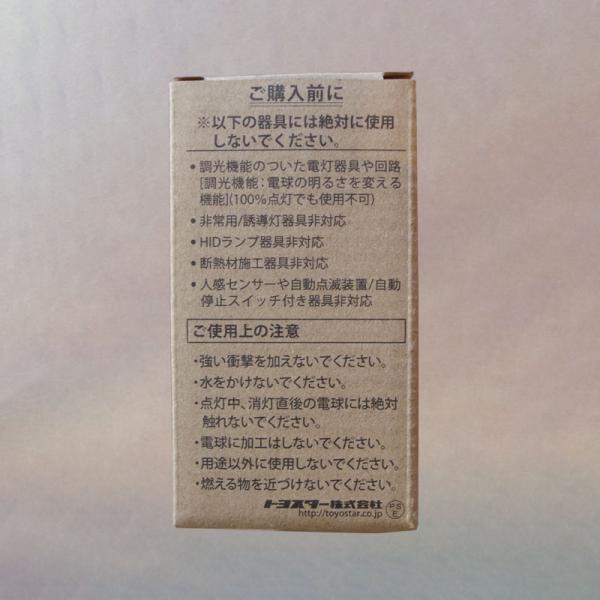 ご購入前に
※以下の器具には絶対に使用
しないでください。
•調光機能のついた電灯器具や回路
[調光機能：電球の明るさを変える
機能](100%点灯でも使用不可)
•非常用/誘導灯器具非対応
•HIDランプ器具非対応
•断熱材施工器具非対応
•人感センサーや自動点滅装置/自動
停止スイッチ付き器具非対応
ご使用上の注意
・強い衝撃を加えないでください。
・水をかけないでください。
・点灯中、消灯直後の電球には絶対
触れないでください。
・電球に加工はしないでください。
・用途以外に使用しないでください。
・燃える物を近づけないでください。
トヨスター株式会社
http://toyostar.co.jp
PS
E